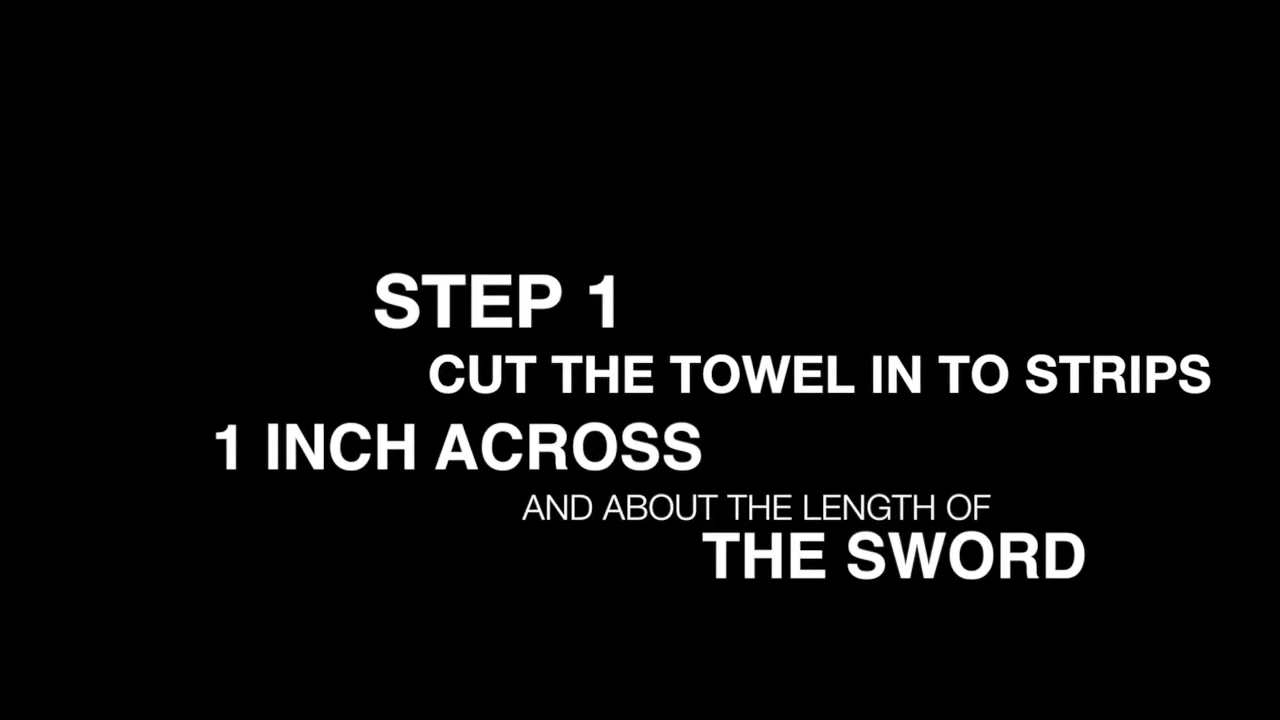 STEP 1
CUT THE TOWEL IN TO STRIPS
1 INCH ACROSS
AND ABOUT THE LENGTH OF
THE SWORD